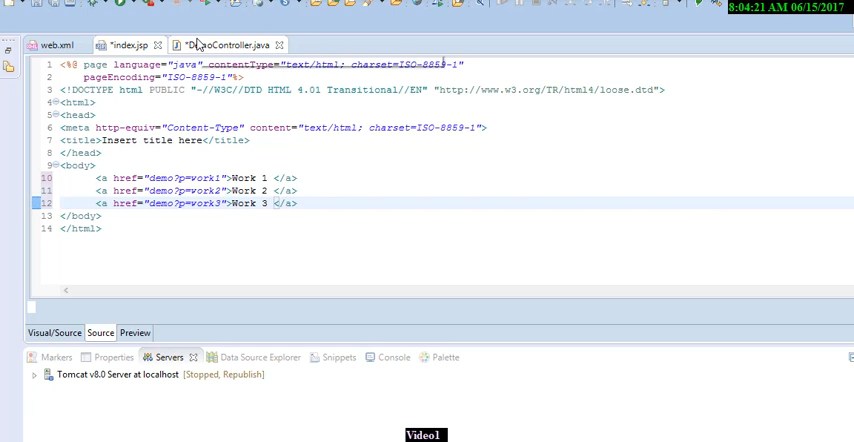 8:04:21 AM 06/15/2017
web.xml
*index.jsp
*DemoController.java
1 <%@ page language="java" contentType="text/html; charset=ISO-8859-1"
2 pageEncoding="ISO-8859-1"%>
3 <!DOCTYPE html PUBLIC "-//W3C//DTD HTML 4.01 Transitional//EN" "http://www.w3.org/TR/html4/loose.dtd">
4 <html>
5 <head>
6 <meta http-equiv="Content-Type" content="text/html; charset=ISO-8859-1">
7 <title>Insert title here</title>
8 </head>
9 <body>
10 <a href="demo?p=work1">Work 1 </a>
11 <a href="demo?p=work2">Work 2 </a>
12 <a href="demo?p=work3">Work 3 </a>
13 </body>
14 </html>
Visual/Source Source Preview
Markers Properties Servers Data Source Explorer Snippets Console Palette
Tomcat v8.0 Server at localhost [Stopped, Republish]
Video1